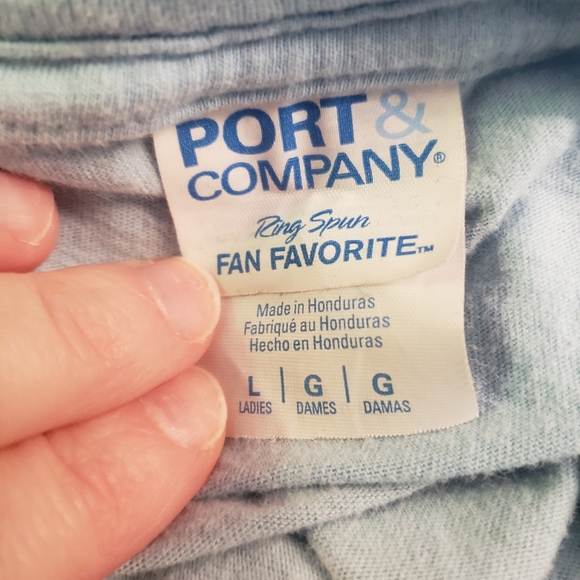 PORT &
COMPANY®
Ring Spun
FAN FAVORITE™
Made in Honduras
Fabriqué au Honduras
Hecho en Honduras
L | G | G
LADIES DAMES DAMAS